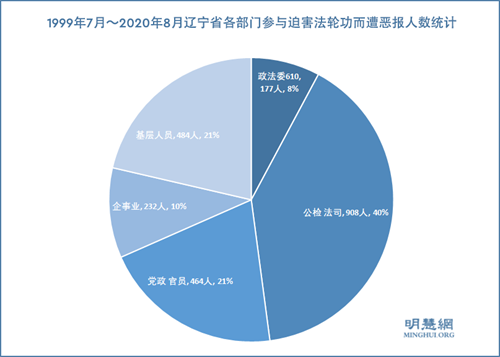 1999年7月～2020年8月辽宁省各部门参与迫害法轮功而遭恶报人数统计
政法委610,
177人, 8%
基层人员, 484人, 21%
企事业, 232人, 10%
公检 法司, 908人, 40%
党政 官员, 464人, 21%
明慧網
MINGHUI.ORG